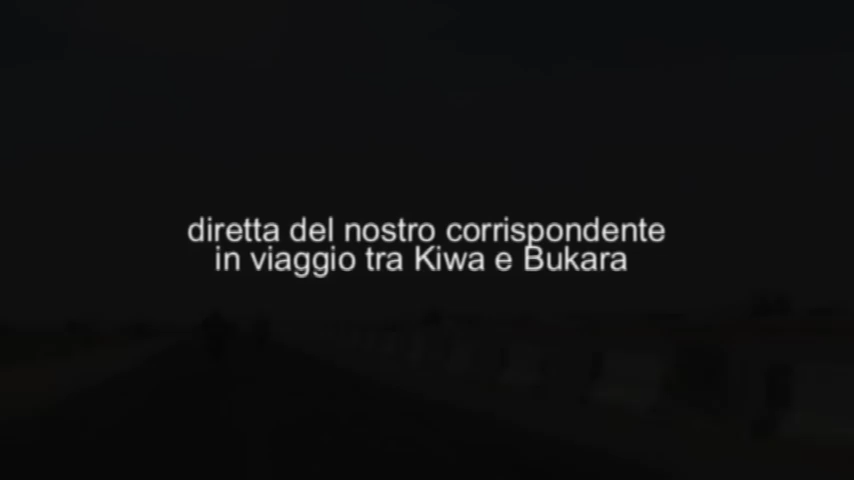 diretta del nostro corrispondente
in viaggio tra Kiwa e Bukara